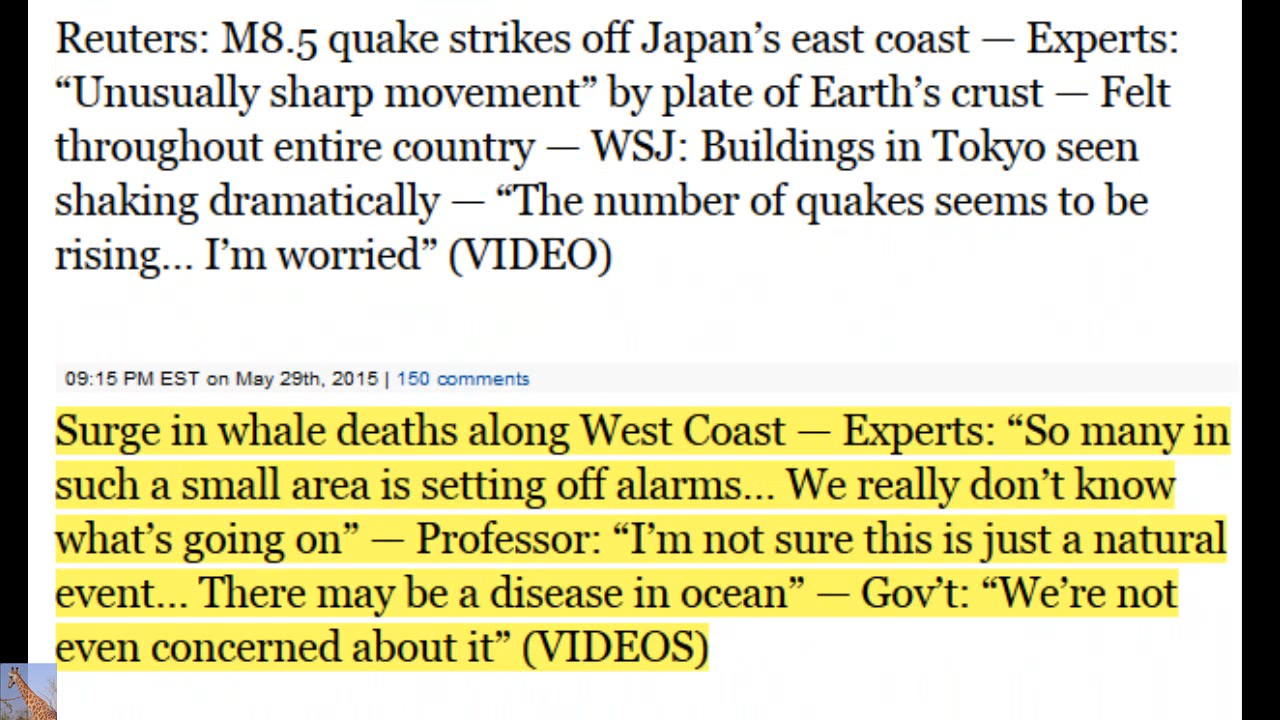 Reuters: M8.5 quake strikes off Japan’s east coast — Experts:
“Unusually sharp movement” by plate of Earth’s crust — Felt
throughout entire country — WSJ: Buildings in Tokyo seen
shaking dramatically — “The number of quakes seems to be
rising… I’m worried” (VIDEO)
09:15 PM EST on May 29th, 2015 | 150 comments
Surge in whale deaths along West Coast — Experts: “So many in
such a small area is setting off alarms… We really don’t know
what’s going on” — Professor: “I’m not sure this is just a natural
event… There may be a disease in ocean” — Gov’t: “We’re not
even concerned about it” (VIDEOS)